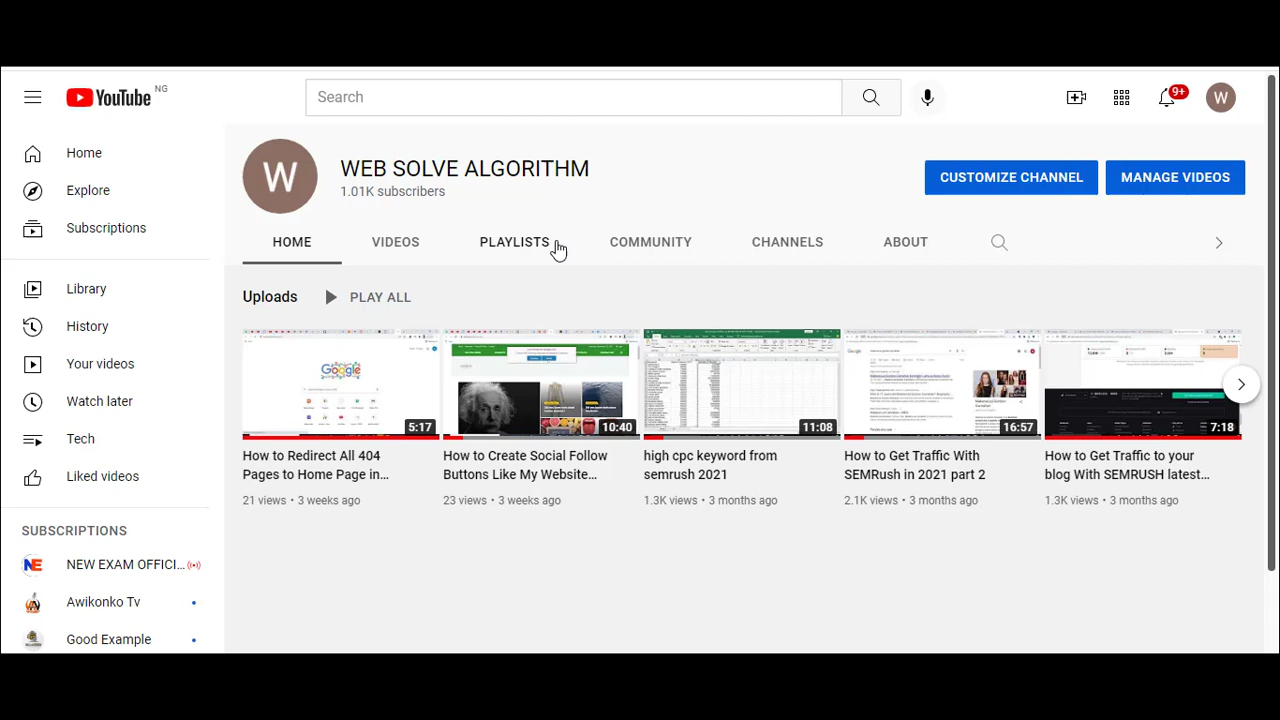 YouTube NG
Search
9+
W
Home
Explore
Subscriptions
Library
History
Your videos
Watch later
Tech
Liked videos
SUBSCRIPTIONS
NEW EXAM OFFICI...
Awikonko Tv
Good Example
W
WEB SOLVE ALGORITHM
1.01K subscribers
CUSTOMIZE CHANNEL
MANAGE VIDEOS
HOME VIDEOS PLAYLISTS COMMUNITY CHANNELS ABOUT
Uploads PLAY ALL
Google
5:17
How to Redirect All 404
Pages to Home Page in...
21 views • 3 weeks ago
10:40
How to Create Social Follow
Buttons Like My Website...
23 views • 3 weeks ago
11:08
high cpc keyword from
semrush 2021
1.3K views • 3 months ago
16:57
How to Get Traffic With
SEMRush in 2021 part 2
2.1K views • 3 months ago
7:18
How to Get Traffic to your
blog With SEMRUSH latest...
1.3K views • 3 months ago